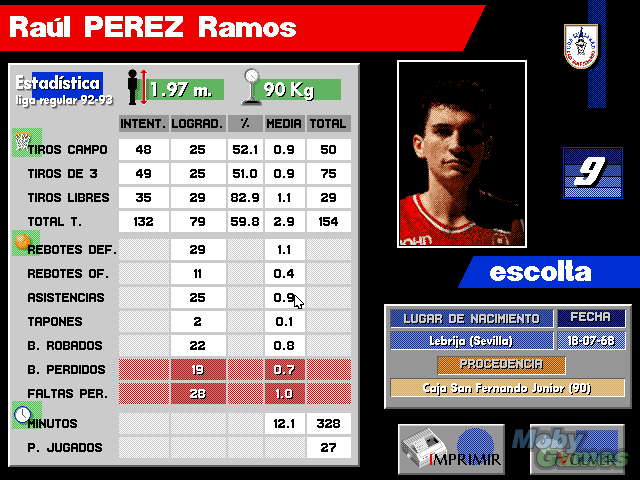 Raúl PEREZ Ramos
Estadística
liga regular 92-93
1.97 m.
90 Kg
INTENT. LOGRAD. % MEDIA TOTAL
TIROS CAMPO 48 25 52.1 0.9 50
TIROS DE 3 49 25 51.0 0.9 75
TIROS LIBRES 35 29 82.9 1.1 29
TOTAL T. 132 79 59.8 2.9 154
REBOTES DEF. 29 1.1
REBOTES OF. 11 0.4
ASISTENCIAS 25 0.9
TAPONES 2 0.1
B. ROBADOS 22 0.8
B. PERDIDOS 19 0.7
FALTAS PER. 28 1.0
MINUTOS 12.1 328
P. JUGADOS 27
9
escolta
LUGAR DE NACIMIENTO FECHA
Lebrija (Sevilla) 18-07-68
PROCEDENCIA
Caja San Fernando Junior (90)
IMPRIMIR
VOLVER
Moby
Games